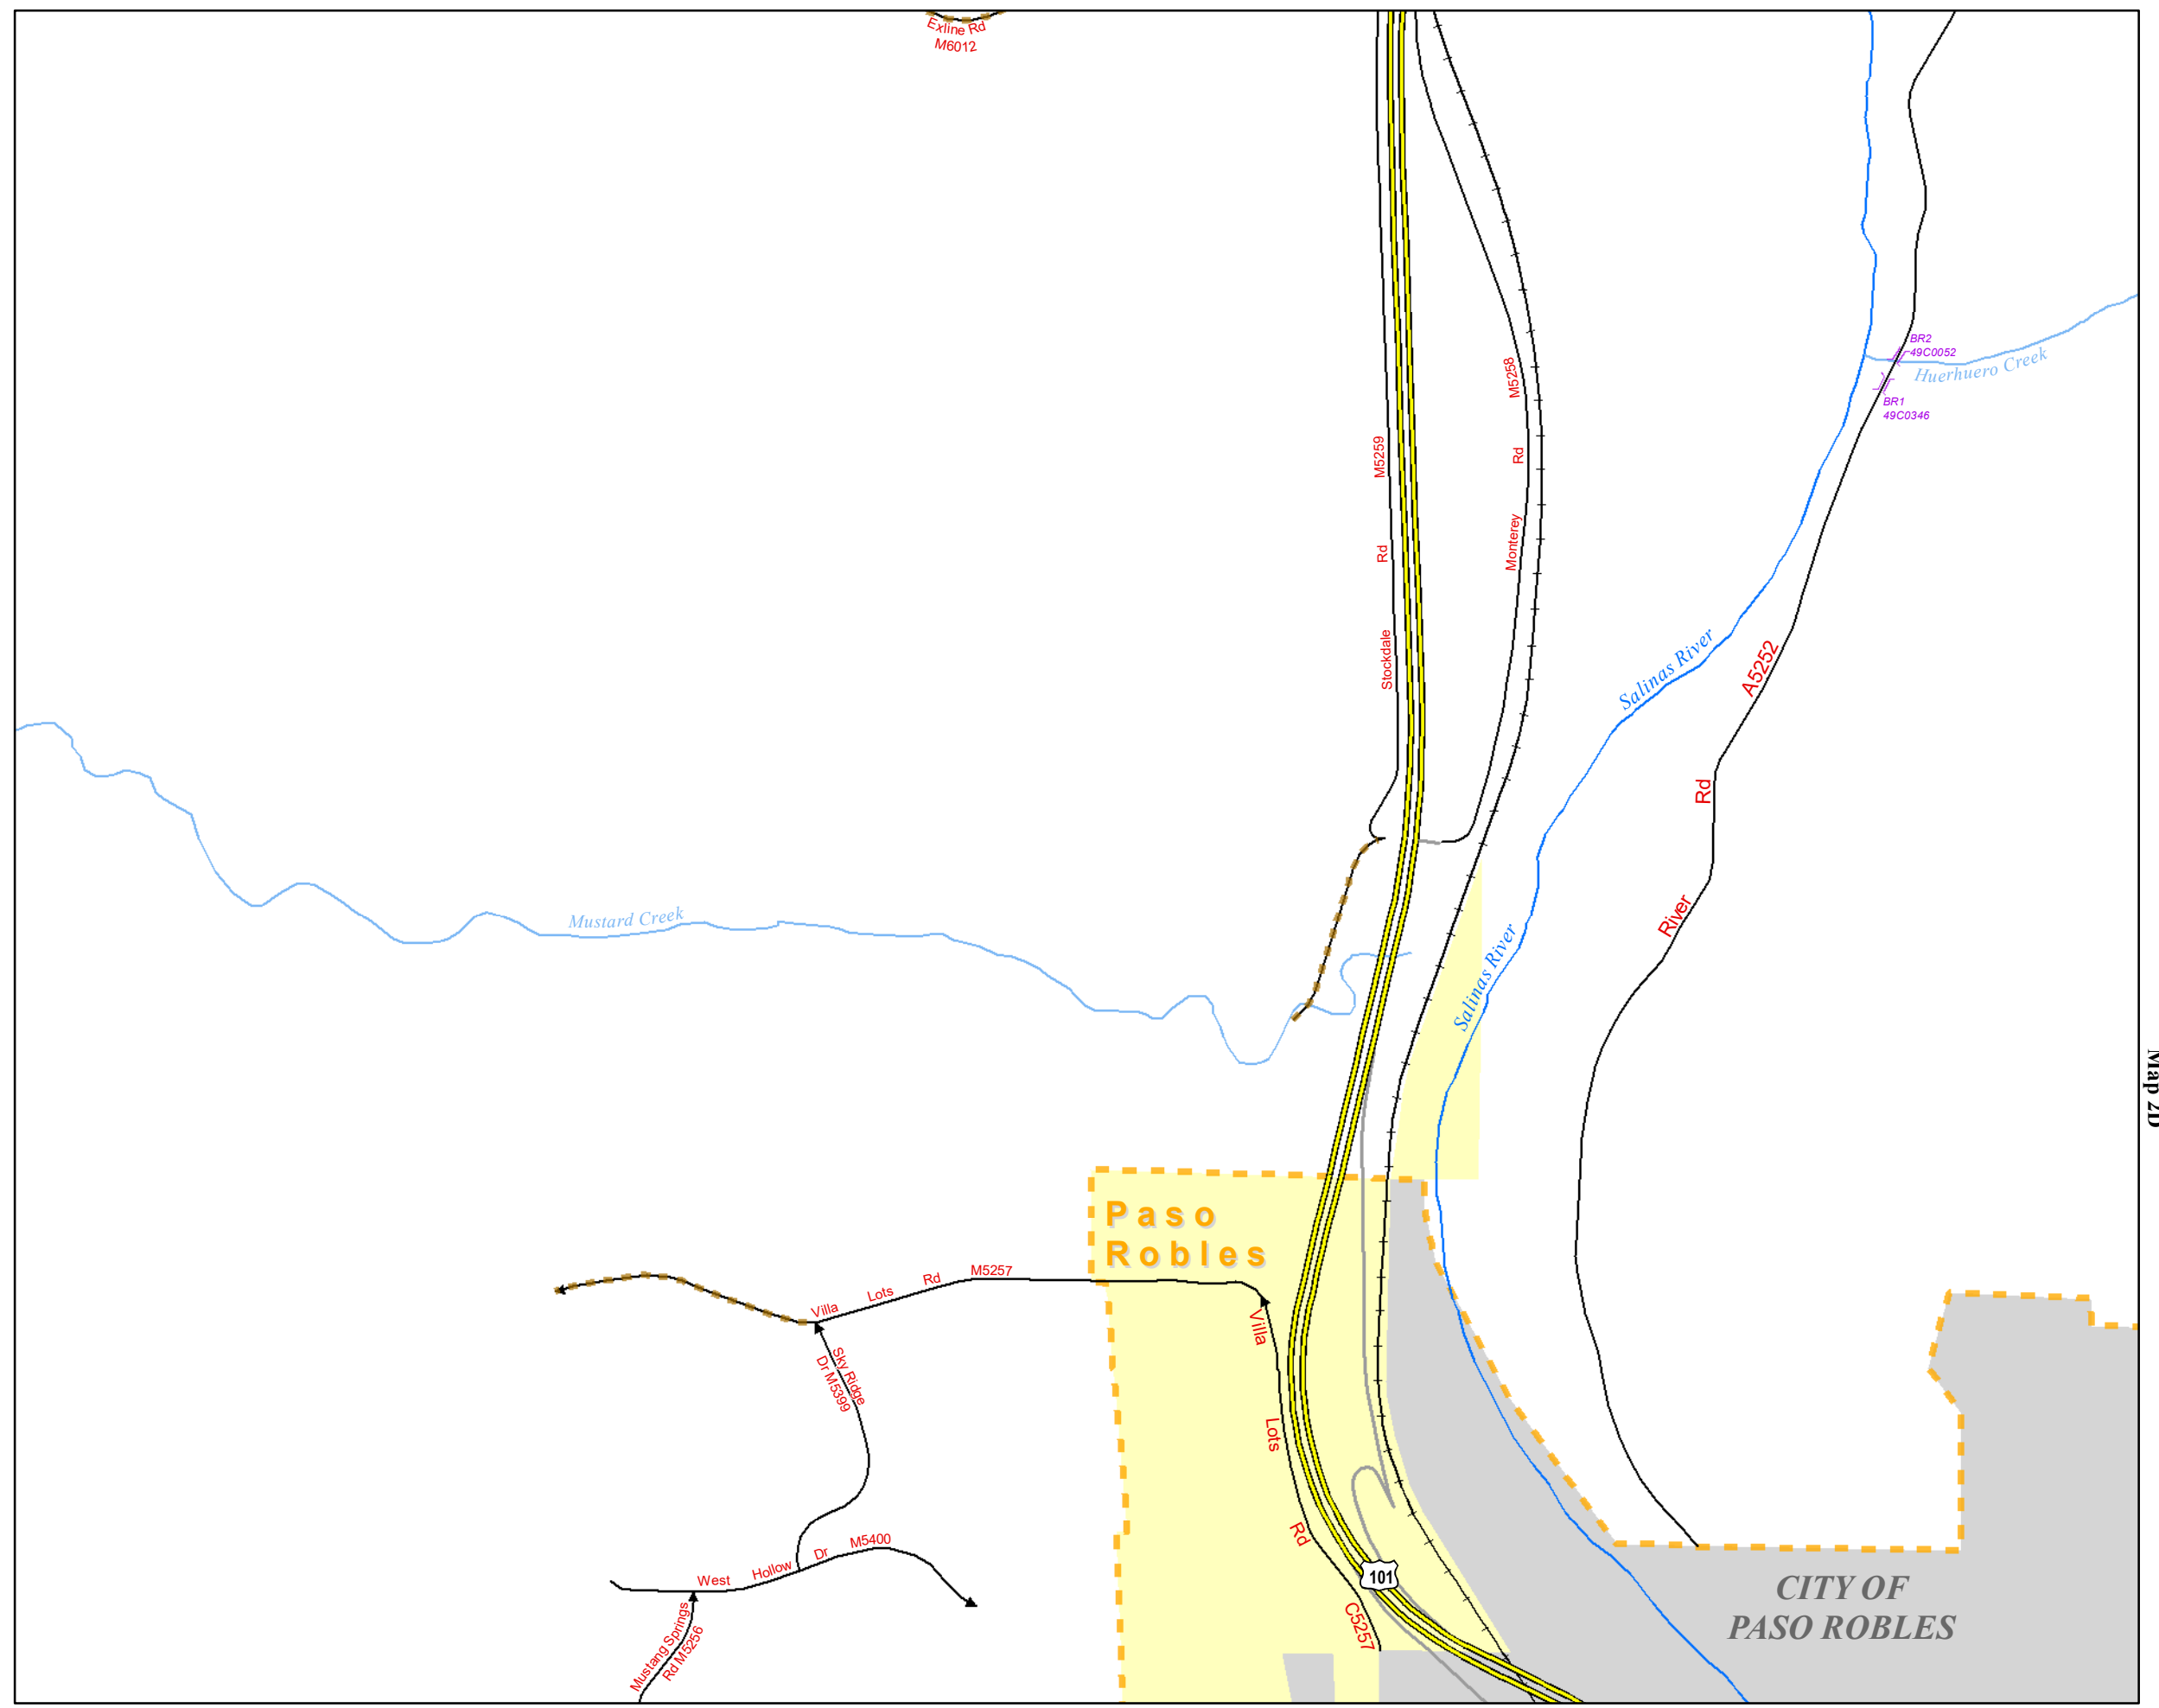 Exline Rd
M6012
BR2
49C0052
Huerhuero Creek
BR1
49C0346
M5258
Rd
Monterey
M5259
Rd
Stockdale
Salinas River
A5252
Rd
River
Mustard Creek
Salinas River
Map 2D
Paso
Robles
Villa Lots Rd M5257
Villa
Lots
Rd
C5257
Sky Ridge
Dr M5399
West Hollow Dr M5400
Mustang Springs
Rd M5256
101
CITY OF
PASO ROBLES